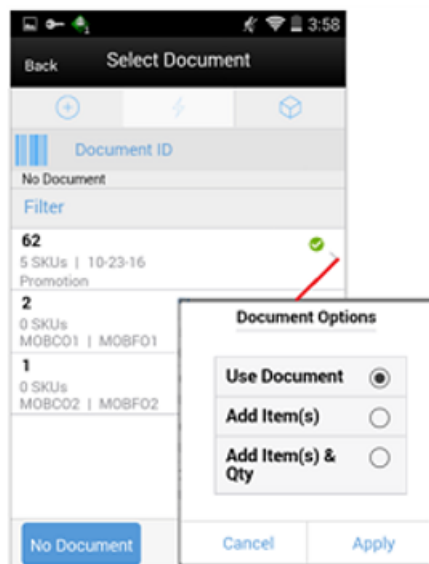 3:58
Back Select Document
Document ID
No Document
Filter
62
5 SKUs | 10-23-16
Promotion
2
0 SKUs
MOBCO1 | MOBFO1
1
0 SKUs
MOBCO2 | MOBFO2
No Document
Document Options
Use Document
Add Item(s)
Add Item(s) &
Qty
Cancel Apply